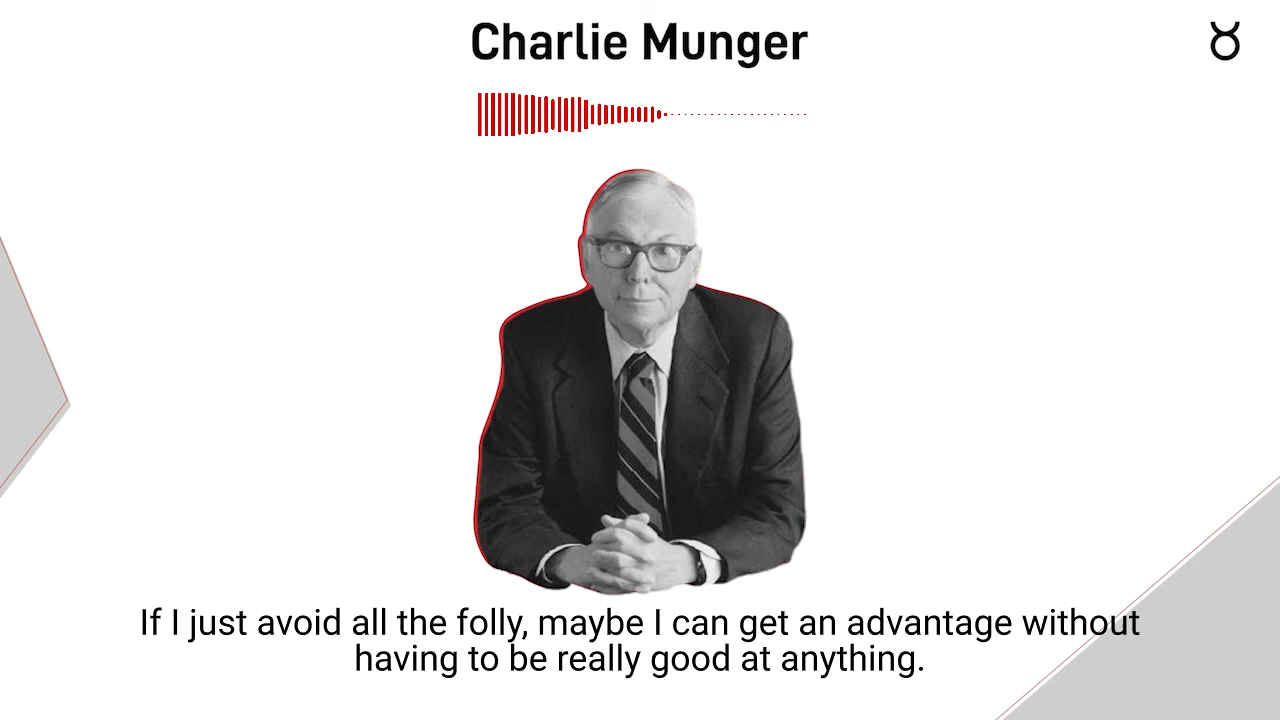 Charlie Munger
If I just avoid all the folly, maybe I can get an advantage without
having to be really good at anything.